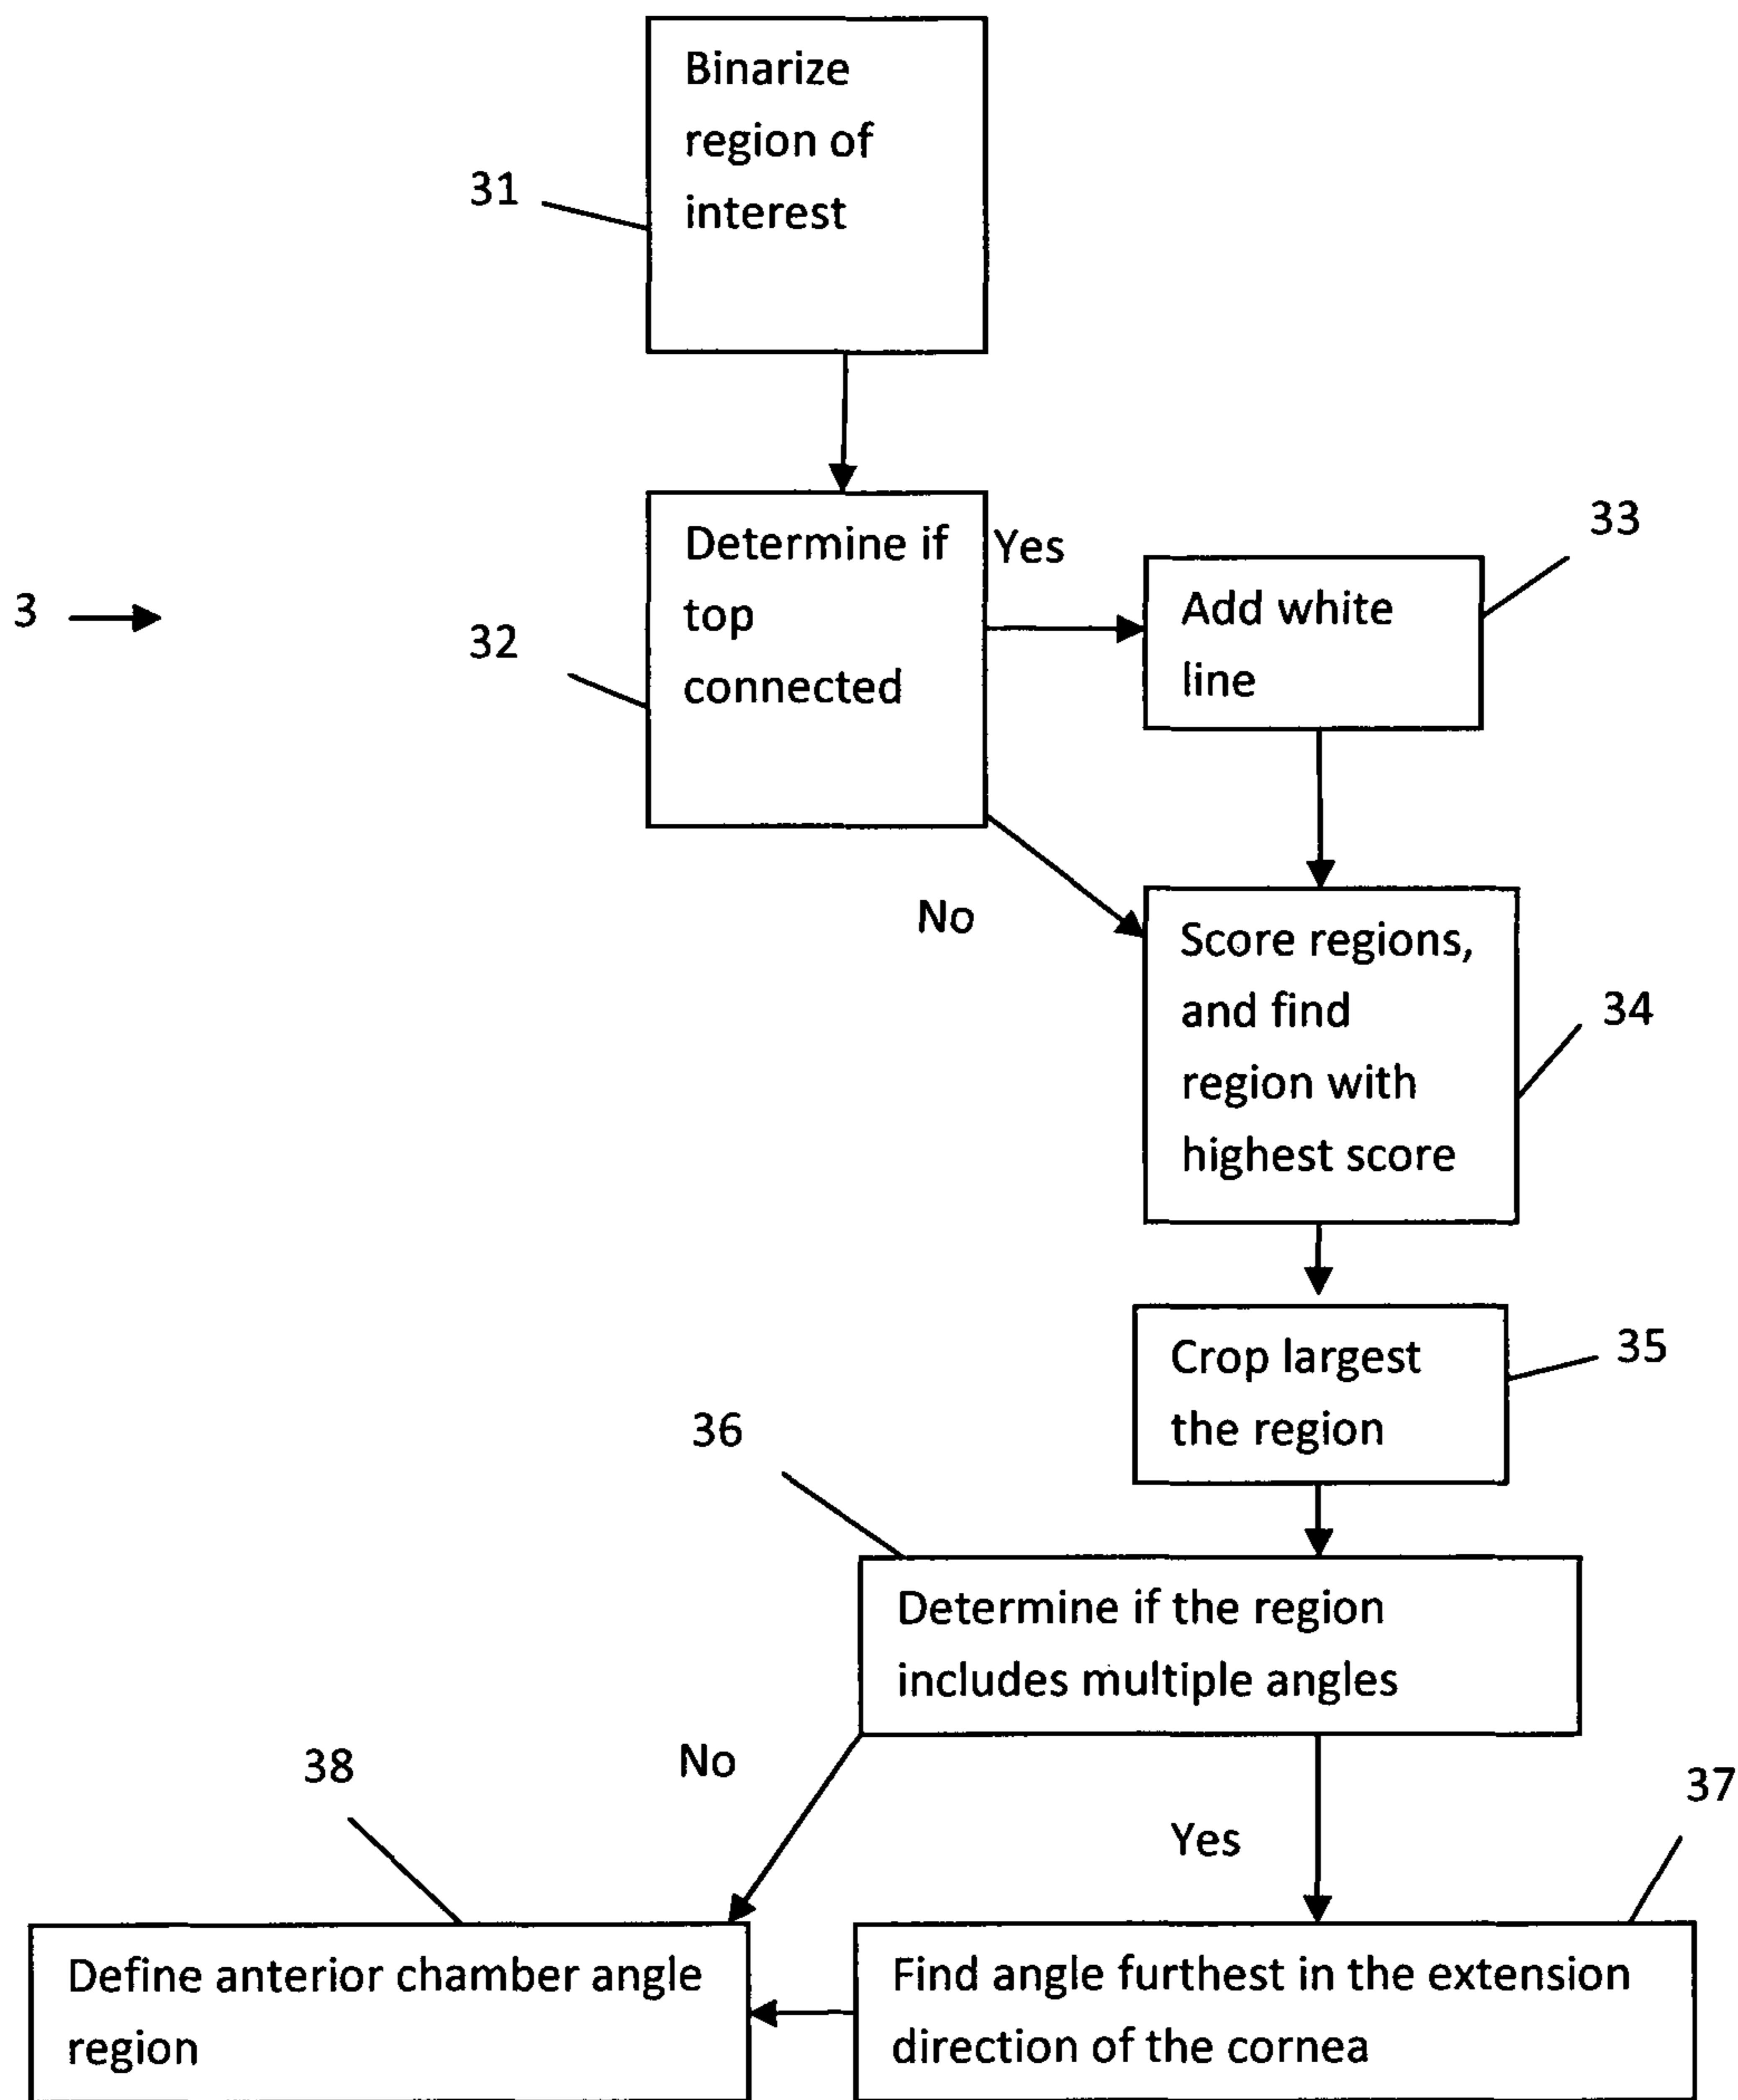 Binarize
region of
interest
31
Determine if
top
connected
Yes
33
Add white
line
3
32
No
Score regions,
and find
region with
highest score
34
Crop largest
the region
35
36
Determine if the region
includes multiple angles
No
38
37
Yes
Define anterior chamber angle
region
Find angle furthest in the extension
direction of the cornea